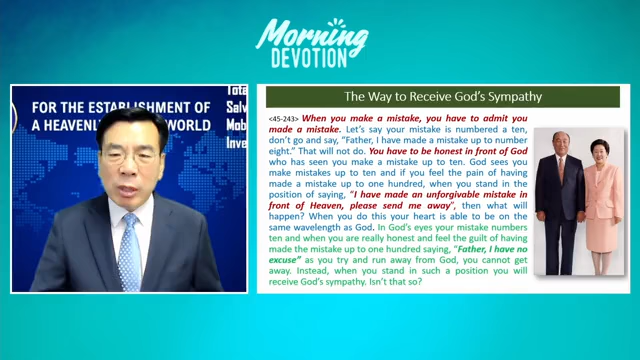 Morning
DEVOTION
FOR THE ESTABLISHMENT OF
A HEAVENLY WORLD
Tota
Salv
Mob
Inve
The Way to Receive God's Sympathy
<45-243> When you make a mistake, you have to admit you
made a mistake. Let's say your mistake is numbered a ten,
don't go and say, "Father, I have made a mistake up to number
eight." That will not do. You have to be honest in front of God
who has seen you make a mistake up to ten. God sees you
make mistakes up to ten and if you feel the pain of having
made a mistake up to one hundred, when you stand in the
position of saying, "I have made an unforgivable mistake in
front of Heaven, please send me away", then what will
happen? When you do this your heart is able to be on the
same wavelength as God. In God's eyes your mistake numbers
ten and when you are really honest and feel the guilt of having
made the mistake up to one hundred saying, "Father, I have no
excuse" as you try and run away from God, you cannot get
away. Instead, when you stand in such a position you will
receive God's sympathy. Isn't that so?